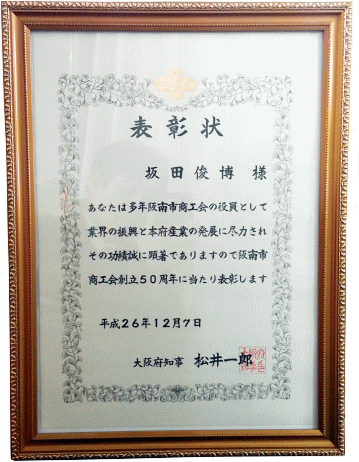 表彰状
坂田俊博 様
あなたは多年阪南市商工会の役員として
業界の振興と本府産業の発展に尽力され
その功績誠に顕著でありますので阪南市
商工会創立50周年に当たり表彰します
平成26年12月7日
大阪府知事 松井一郎